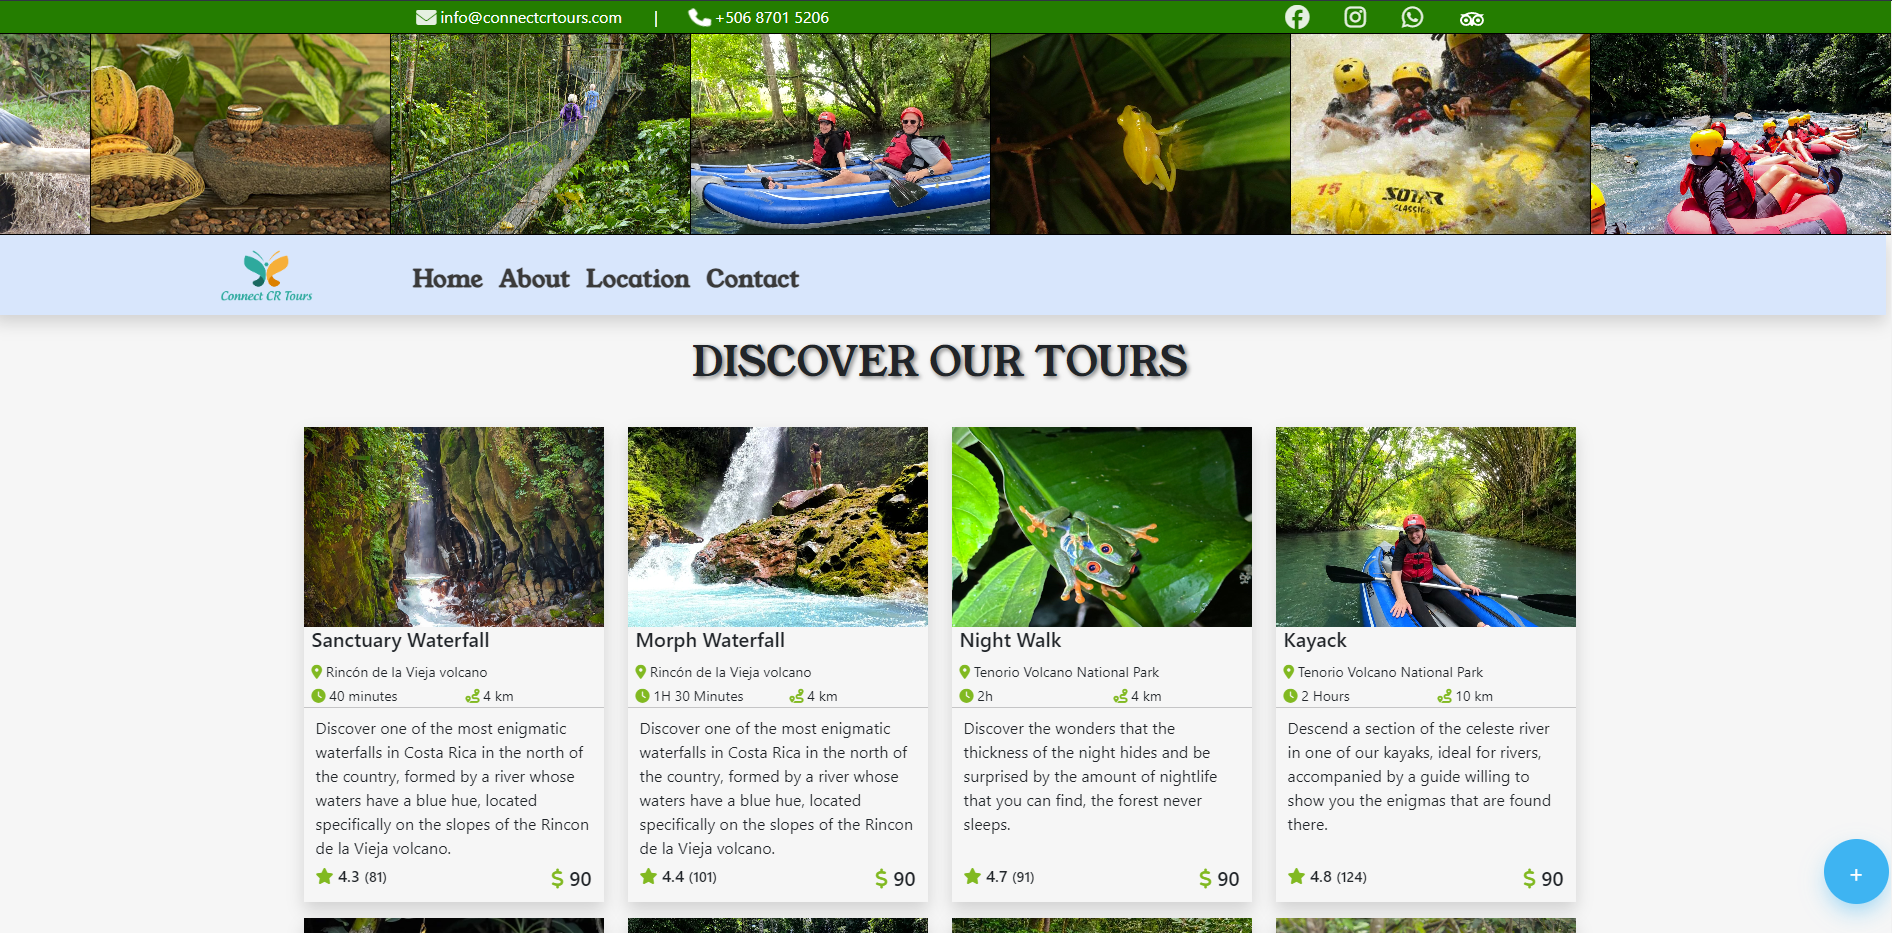 info@connectcrtours.com | +506 8701 5206
15 SOTAR
CLASSICS
Connect CR Tours
Home About Location Contact
DISCOVER OUR TOURS
Sanctuary Waterfall
Rincón de la Vieja volcano
40 minutes 4 km
Discover one of the most enigmatic
waterfalls in Costa Rica in the north of
the country, formed by a river whose
waters have a blue hue, located
specifically on the slopes of the Rincon
de la Vieja volcano.
4.3 (81) $ 90
Morph Waterfall
Rincón de la Vieja volcano
1H 30 Minutes 4 km
Discover one of the most enigmatic
waterfalls in Costa Rica in the north of
the country, formed by a river whose
waters have a blue hue, located
specifically on the slopes of the Rincon
de la Vieja volcano.
4.4 (101) $ 90
Night Walk
Tenorio Volcano National Park
2h 4 km
Discover the wonders that the
thickness of the night hides and be
surprised by the amount of nightlife
that you can find, the forest never
sleeps.
4.7 (91) $ 90
Kayack
Tenorio Volcano National Park
2 Hours 10 km
Descend a section of the celeste river
in one of our kayaks, ideal for rivers,
accompanied by a guide willing to
show you the enigmas that are found
there.
4.8 (124) $ 90
+